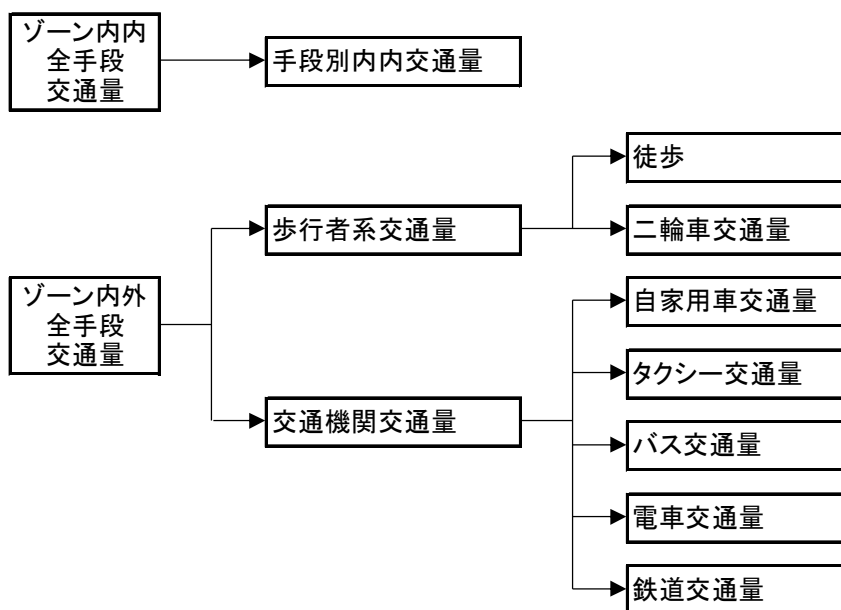 ゾーン内内
全手段
交通量
手段別内内交通量
徒歩
歩行者系交通量
二輪車交通量
ゾーン内外
全手段
交通量
自家用車交通量
タクシー交通量
交通機関交通量
バス交通量
電車交通量
鉄道交通量